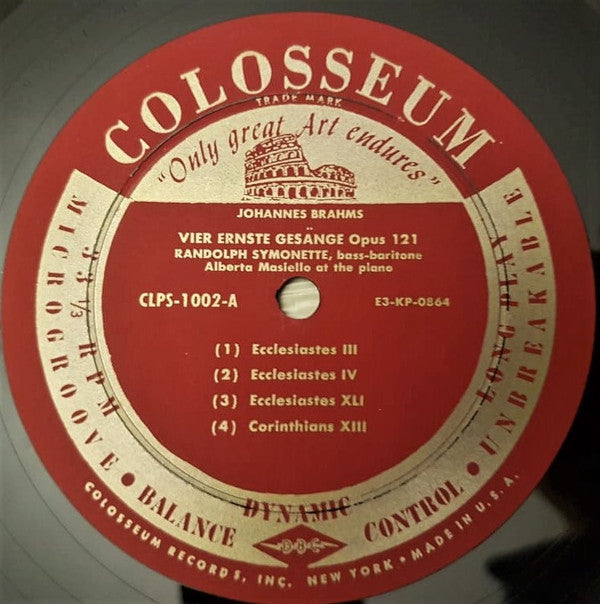 COLOSSEUM
TRADE MARK
"Only great Art endures"
JOHANNES BRAHMS
VIER ERNSTE GESÄNGE Opus 121
RANDOLPH SYMONETTE, bass-baritone
Alberta Masiello at the piano
CLPS-1002-A
E3-KP-0864
(1) Ecclesiastes III
(2) Ecclesiastes IV
(3) Ecclesiastes XLI
(4) Corinthians XIII
33 1/3 RPM
LONG PLAY
MICROGROOVE • BALANCE DYNAMIC CONTROL • UNBREAKABLE
DBC
COLOSSEUM RECORDS, INC. NEW YORK • MADE IN U.S.A.